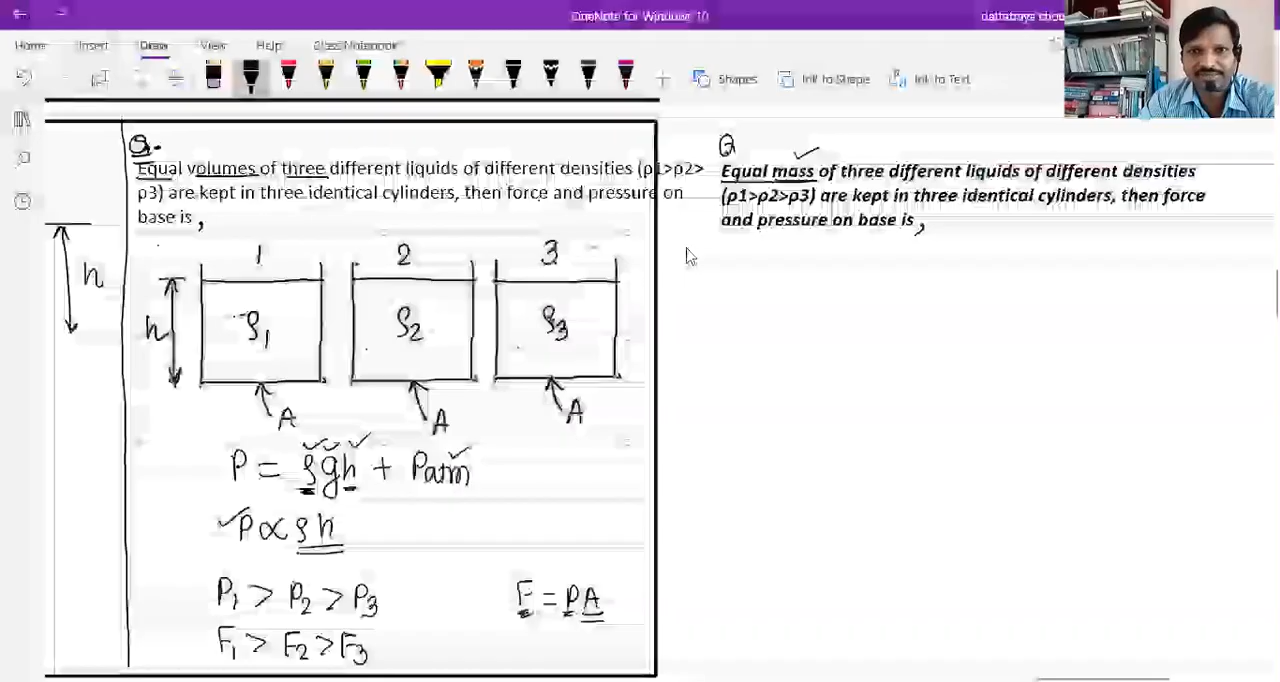 OneNote for Windows 10
Home Insert Draw View Help Class Notebook
Shapes Ink to Shape Ink to Text
Q.
Equal volumes of three different liquids of different densities (ρ1>ρ2>
ρ3) are kept in three identical cylinders, then force and pressure on
base is ,
h
1 2 3
h ρ1 ρ2 ρ3
A A A
P = ρgh + Patm
P ∝ ρh
P1 > P2 > P3
F = PA
F1 > F2 > F3
Q
Equal mass of three different liquids of different densities
(ρ1>ρ2>ρ3) are kept in three identical cylinders, then force
and pressure on base is ,